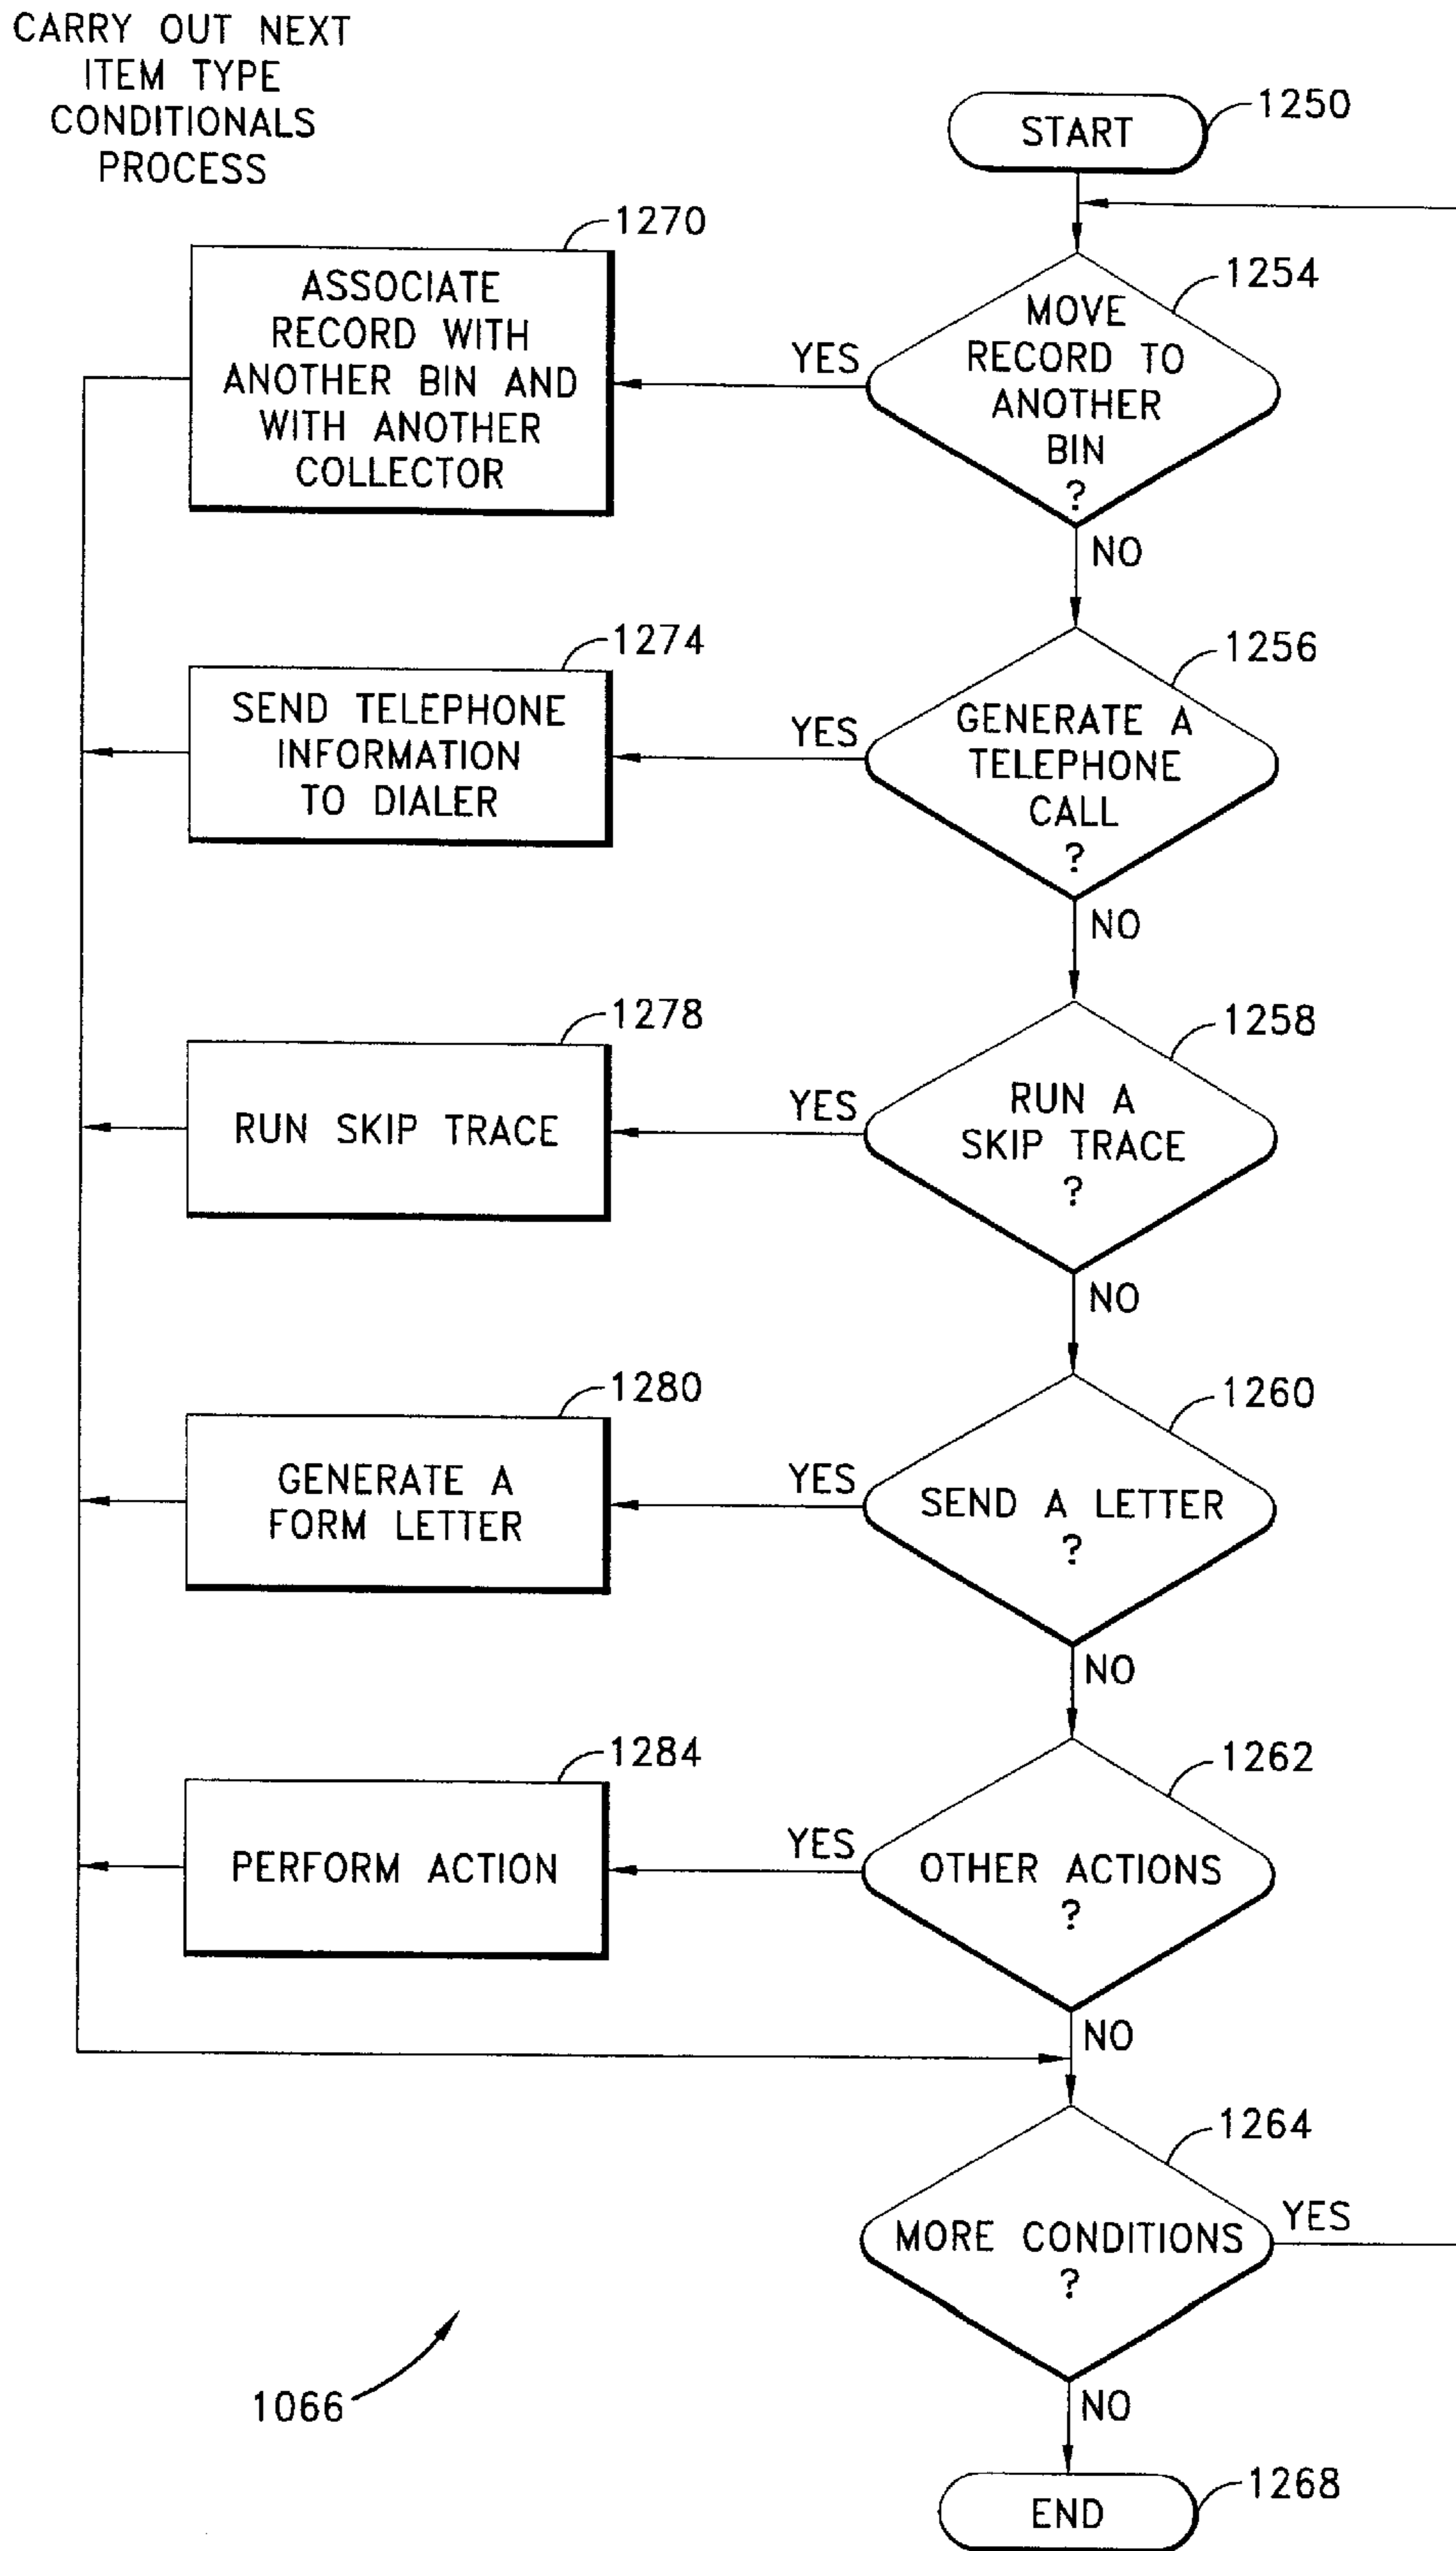 CARRY OUT NEXT
ITEM TYPE
CONDITIONALS
PROCESS
START
1250
1270
ASSOCIATE
RECORD WITH
ANOTHER BIN AND
WITH ANOTHER
COLLECTOR
YES
1254
MOVE
RECORD TO
ANOTHER
BIN
?
NO
1274
SEND TELEPHONE
INFORMATION
TO DIALER
YES
1256
GENERATE A
TELEPHONE
CALL
?
NO
1278
RUN SKIP TRACE
YES
1258
RUN A
SKIP TRACE
?
NO
1280
GENERATE A
FORM LETTER
YES
1260
SEND A LETTER
?
NO
1284
PERFORM ACTION
YES
1262
OTHER ACTIONS
?
NO
1264
MORE CONDITIONS
?
YES
NO
1066
1268
END